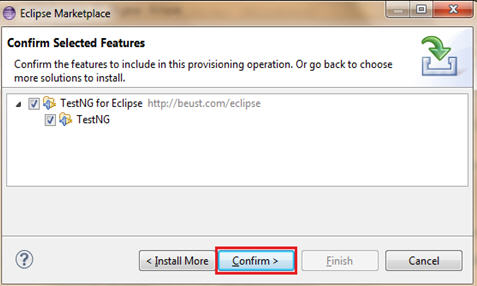 Eclipse Marketplace
Confirm Selected Features
Confirm the features to include in this provisioning operation. Or go back to choose
more solutions to install.
TestNG for Eclipse http://beust.com/eclipse
TestNG
?
< Install More
Confirm >
Finish
Cancel